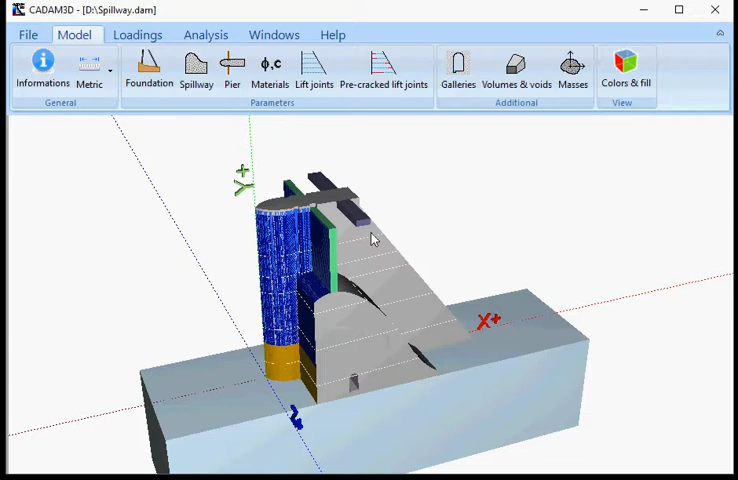 CADAM3D - [D:\Spillway.dam]
File Model Loadings Analysis Windows Help
Informations Metric Foundation Spillway Pier φ,c Materials Lift joints Pre-cracked lift joints Galleries Volumes & voids Masses Colors & fill
General Parameters Additional View
Y+
X+